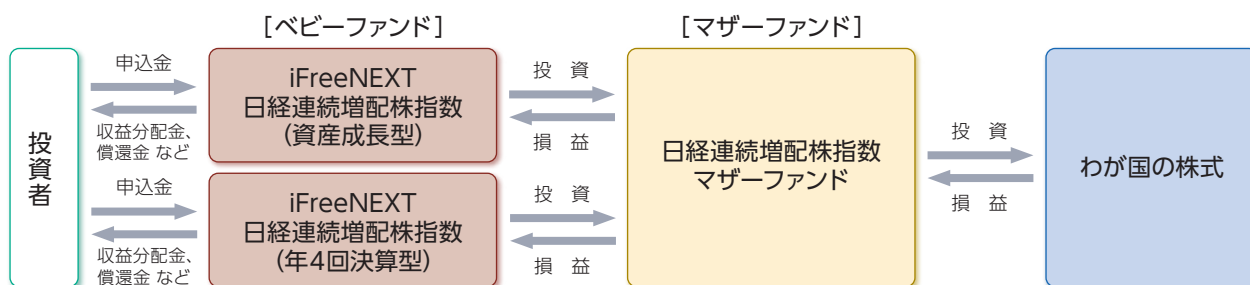 [ベビーファンド]
[マザーファンド]
投資者
申込金
収益分配金、
償還金 など
iFreeNEXT
日経連続増配株指数
(資産成長型)
投 資
損 益
申込金
収益分配金、
償還金 など
iFreeNEXT
日経連続増配株指数
(年4回決算型)
投 資
損 益
日経連続増配株指数
マザーファンド
投 資
損 益
わが国の株式